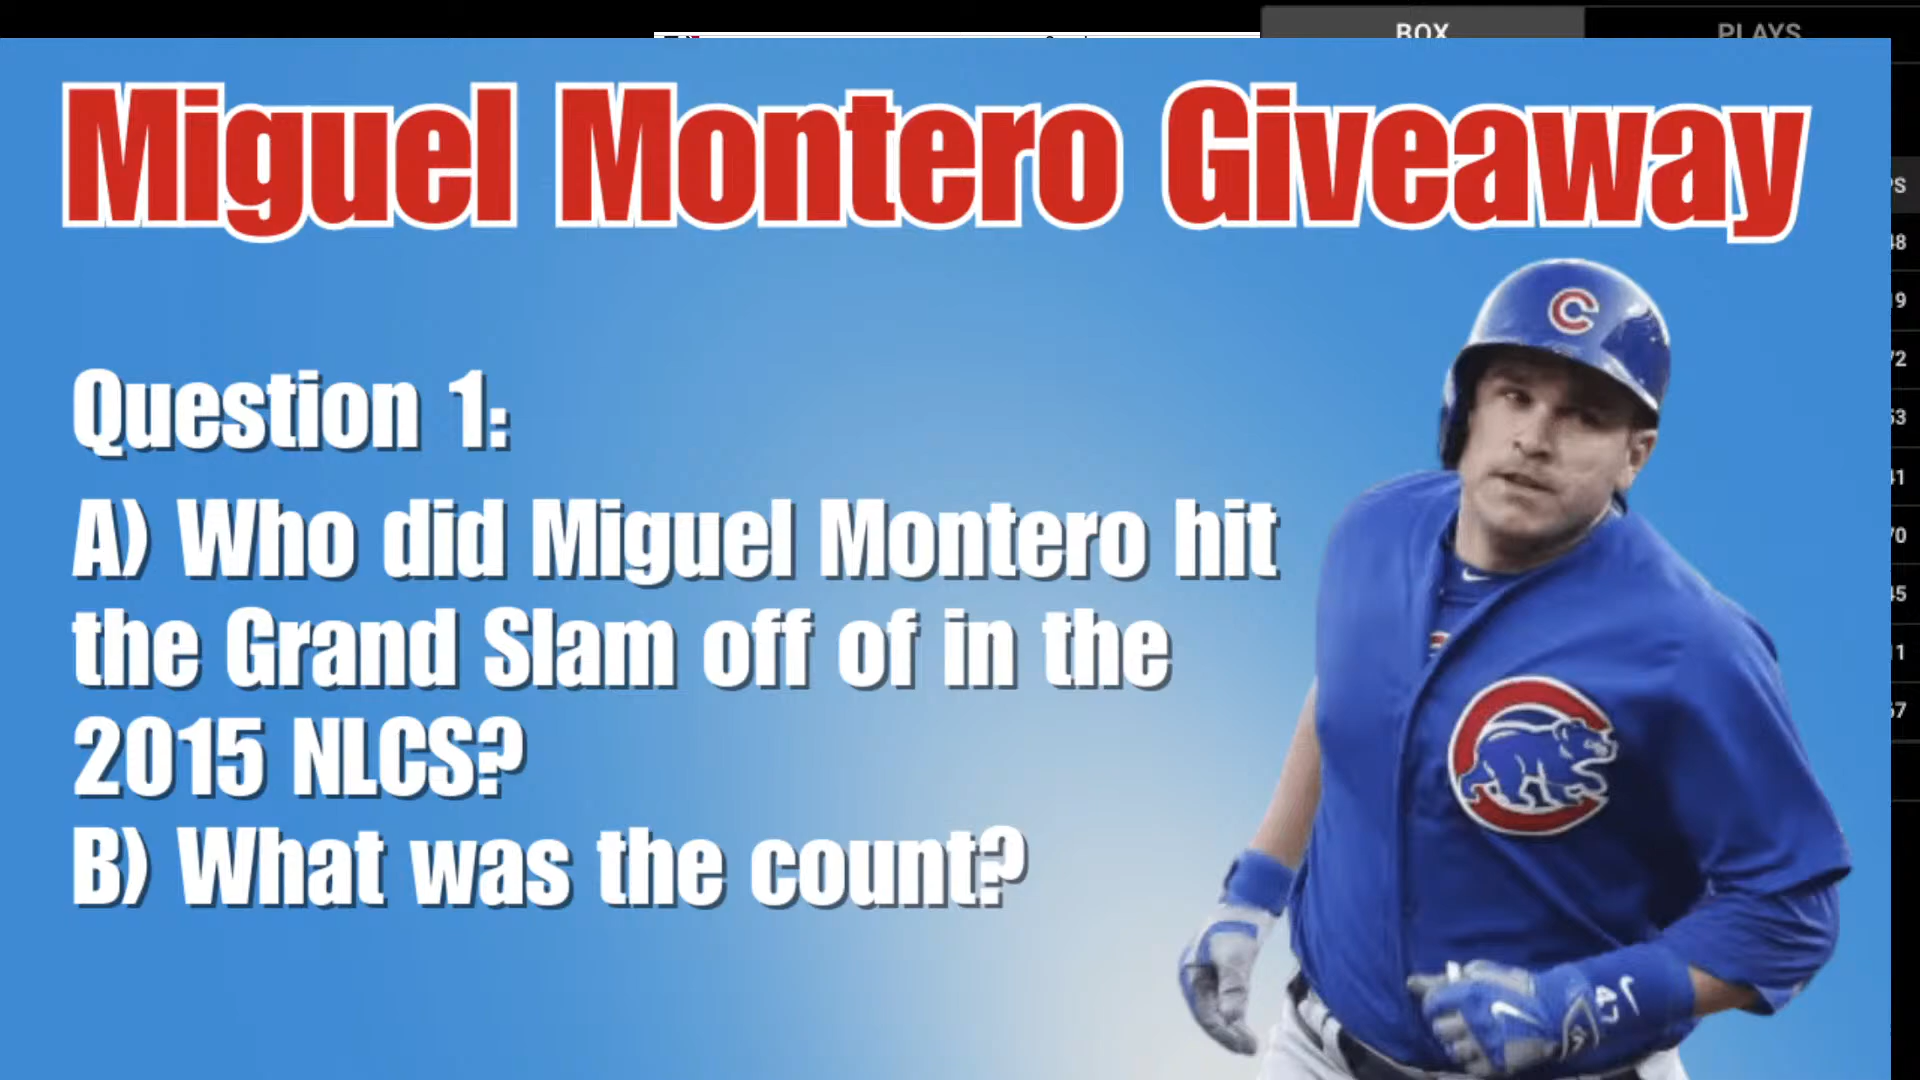 BOX
PLAYS
Miguel Montero Giveaway
Question 1:
A) Who did Miguel Montero hit
the Grand Slam off of in the
2015 NLCS?
B) What was the count?
C
47